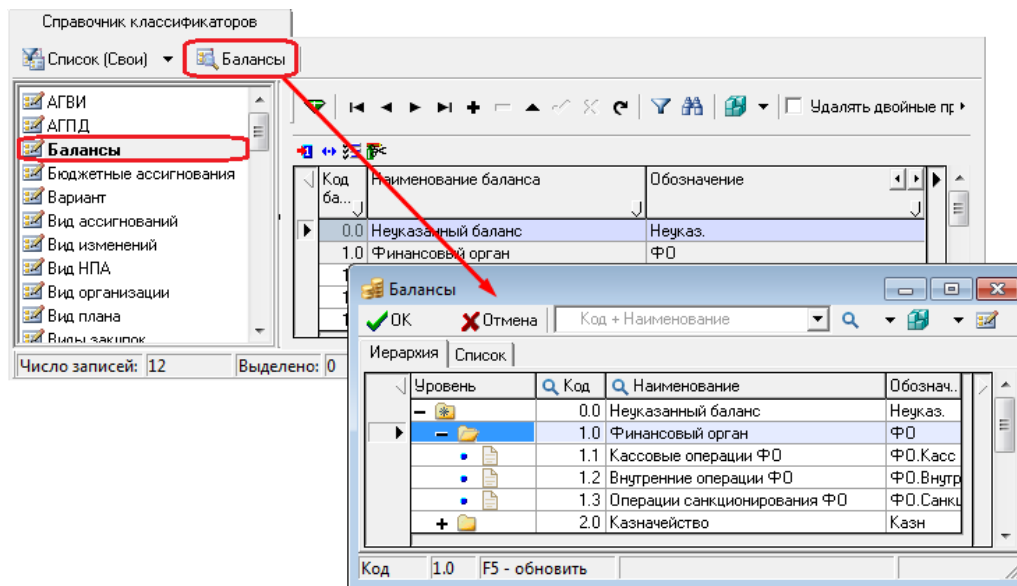 Справочник классификаторов
Список (Свои) Балансы
АГВИ
АГПД
Балансы
Бюджетные ассигнования
Вариант
Вид ассигнований
Вид изменений
Вид НПА
Вид организации
Вид плана
Виды закупок
Число записей: 12 Выделено: 0
Удалять двойные пр
Код ба... Наименование баланса Обозначение
0.0 Неуказанный баланс Неуказ.
1.0 Финансовый орган ФО
1
1
1
Балансы
OK Отмена Код + Наименование
Иерархия Список
Уровень Код Наименование Обознач..
0.0 Неуказанный баланс Неуказ.
1.0 Финансовый орган ФО
1.1 Кассовые операции ФО ФО.Касс
1.2 Внутренние операции ФО ФО.Внутр
1.3 Операции санкционирования ФО ФО.Санкц
2.0 Казначейство Казн
Код 1.0 F5 - обновить